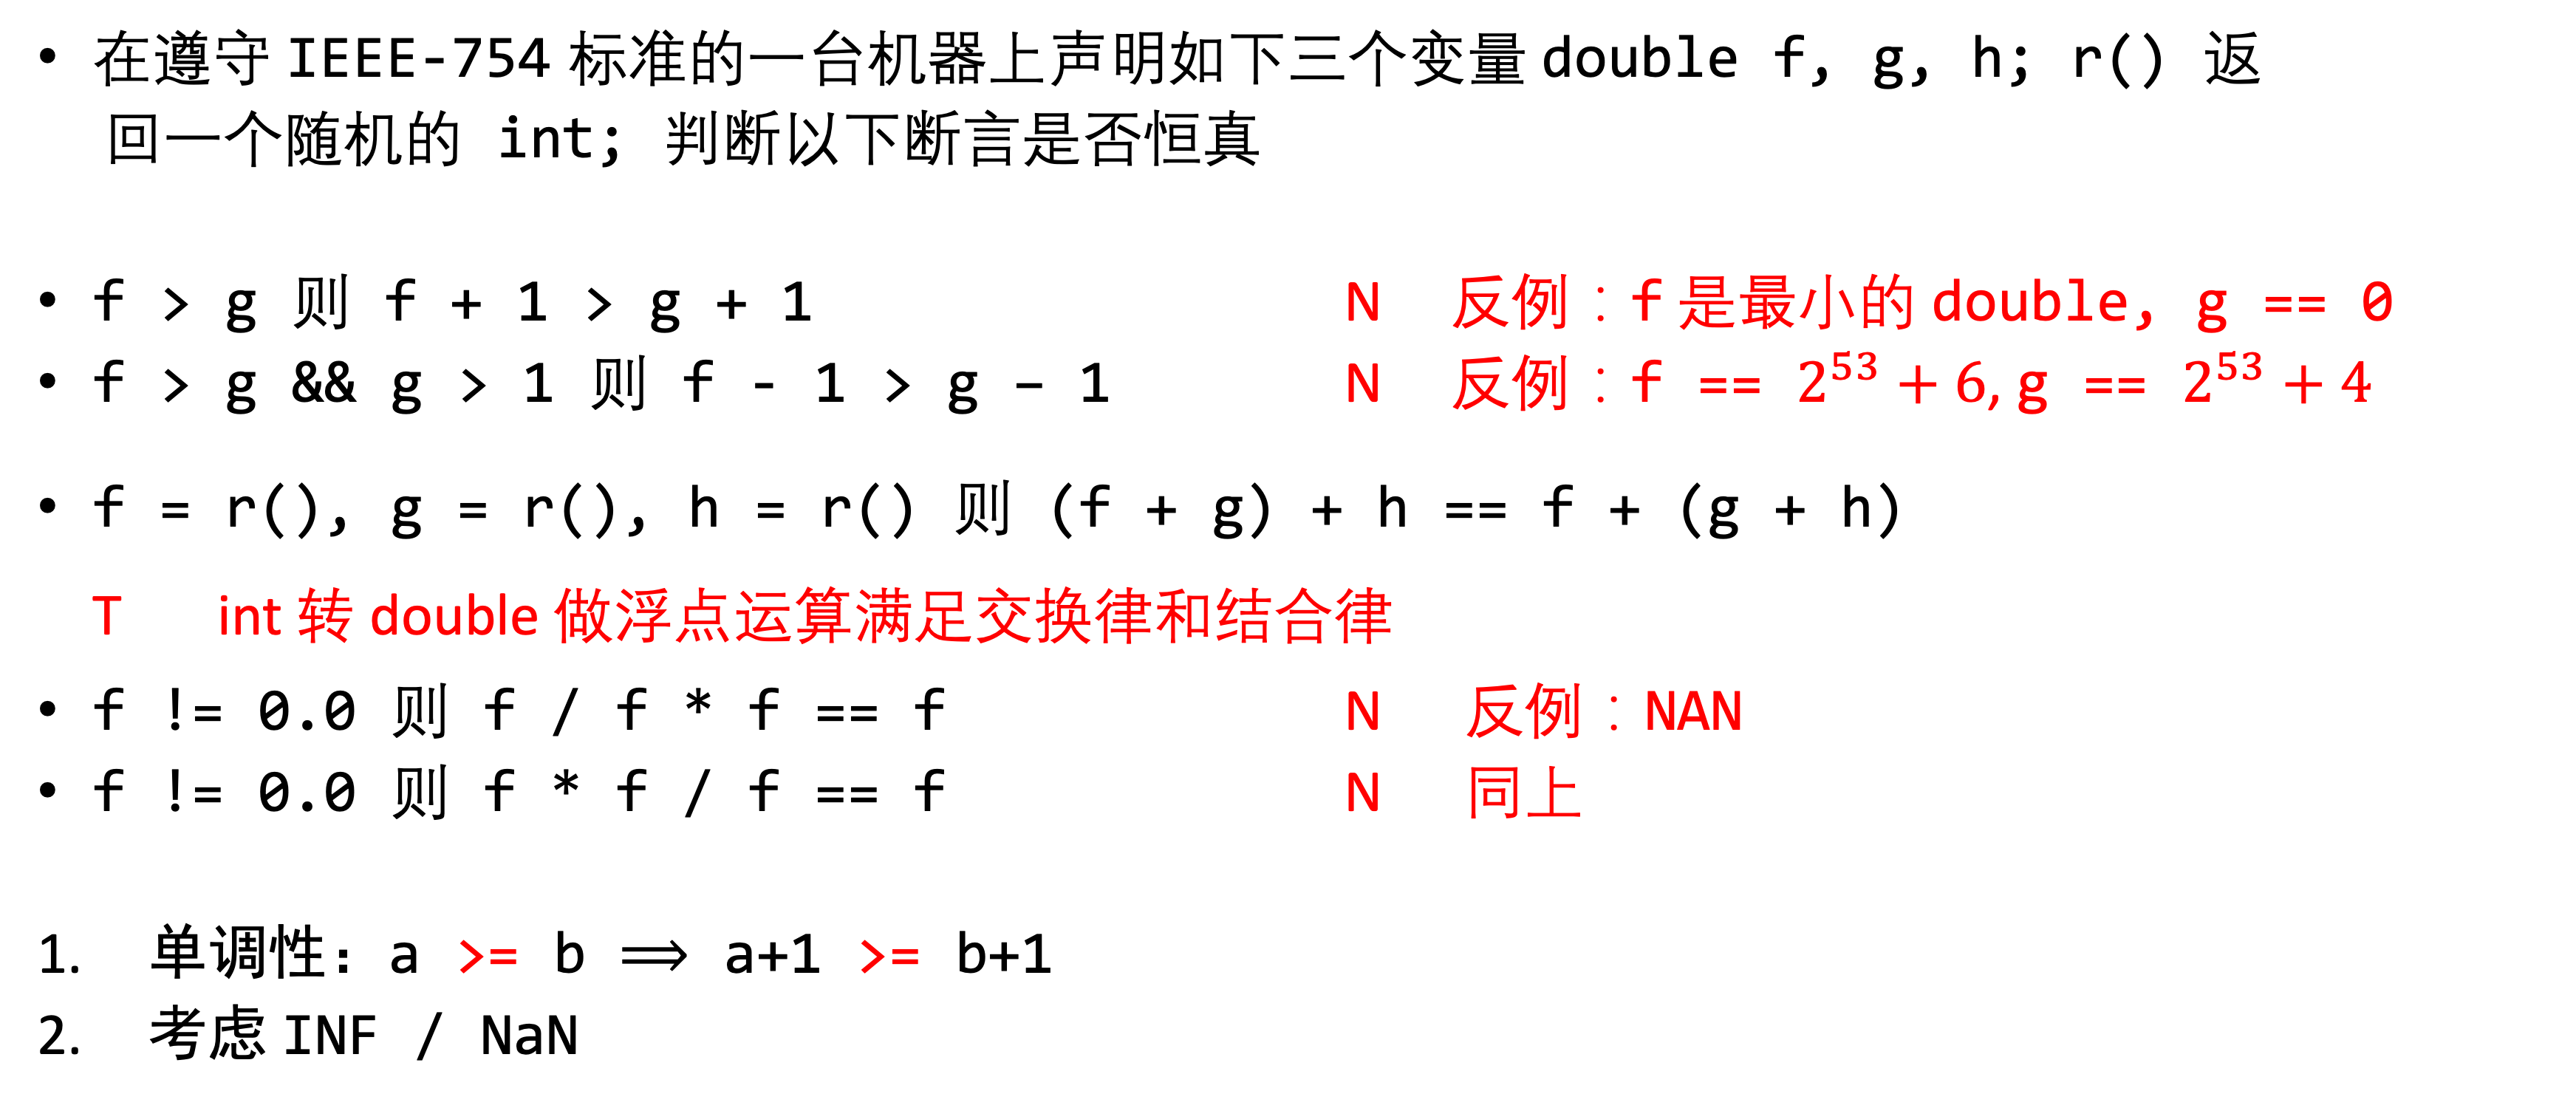 • 在遵守 IEEE-754 标准的一台机器上声明如下三个变量 double f, g, h; r() 返
回一个随机的 int; 判断以下断言是否恒真
• f > g 则 f + 1 > g + 1 N 反例：f 是最小的 double, g == 0
• f > g && g > 1 则 f - 1 > g – 1 N 反例：f == 2⁵³ + 6, g == 2⁵³ + 4
• f = r(), g = r(), h = r() 则 (f + g) + h == f + (g + h)
T int 转 double 做浮点运算满足交换律和结合律
• f != 0.0 则 f / f * f == f N 反例：NAN
• f != 0.0 则 f * f / f == f N 同上
1. 单调性: a >= b ⟹ a+1 >= b+1
2. 考虑 INF / NaN